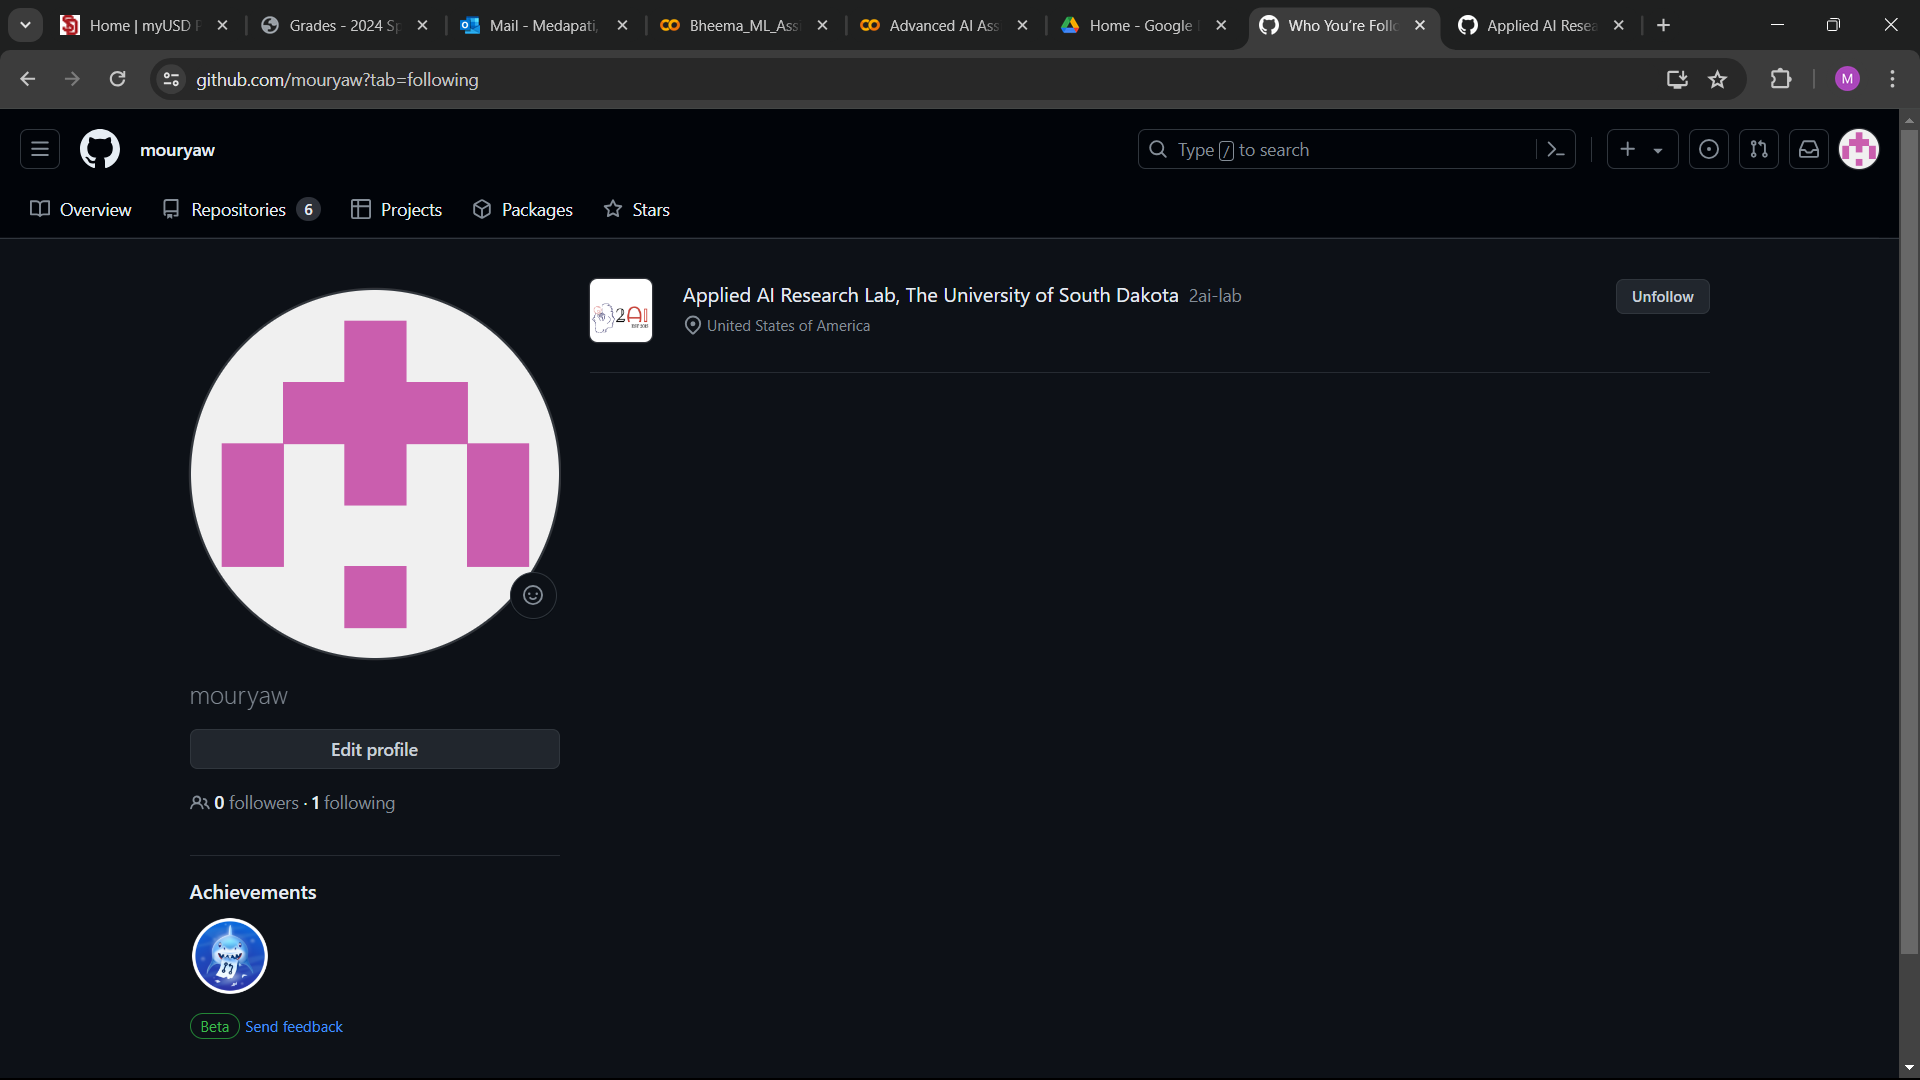 Home | myUSD P
Grades - 2024 Sp
Mail - Medapati,
Bheema_ML_Assi
Advanced AI Ass
Home - Google
Who You're Follo
Applied AI Resea
github.com/mouryaw?tab=following
M
mouryaw
Type / to search
Overview
Repositories 6
Projects
Packages
Stars
Applied AI Research Lab, The University of South Dakota 2ai-lab
United States of America
Unfollow
2AI
mouryaw
Edit profile
0 followers · 1 following
Achievements
Beta Send feedback